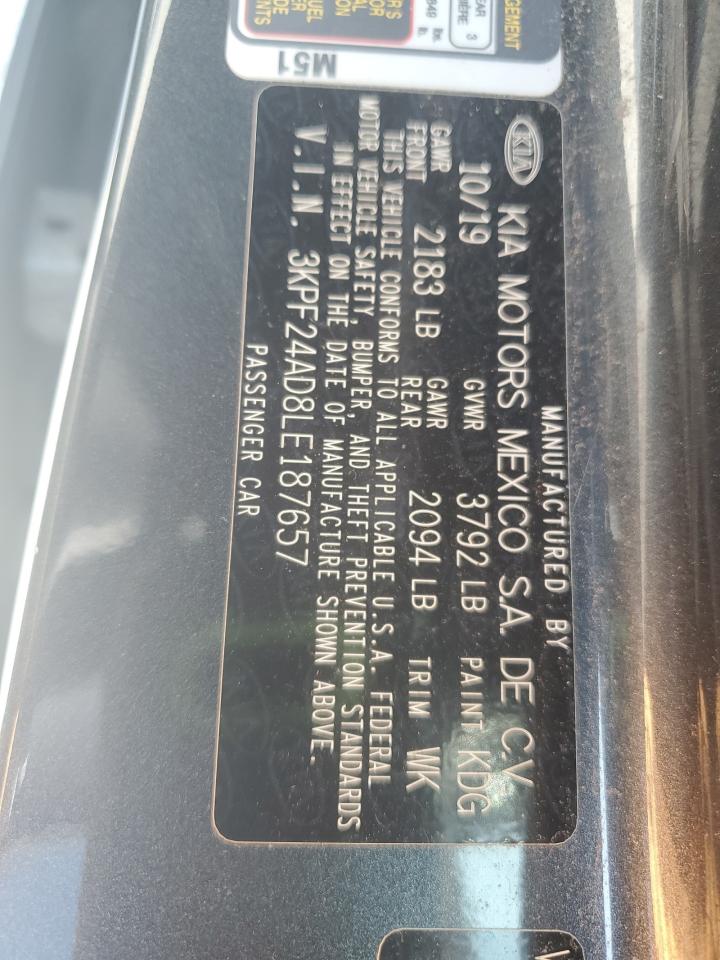 MANUFACTURED BY
KIA KIA MOTORS MEXICO S.A. DE C.V.
10/19 GVWR 3792 LB PAINT KDG
GAWR FRONT 2183 LB GAWR REAR 2094 LB TRIM WK
THIS VEHICLE CONFORMS TO ALL APPLICABLE U.S.A. FEDERAL
MOTOR VEHICLE SAFETY, BUMPER, AND THEFT PREVENTION STANDARDS
IN EFFECT ON THE DATE OF MANUFACTURE SHOWN ABOVE.
V.I.N. 3KPF24AD8LE187657
PASSENGER CAR
M51